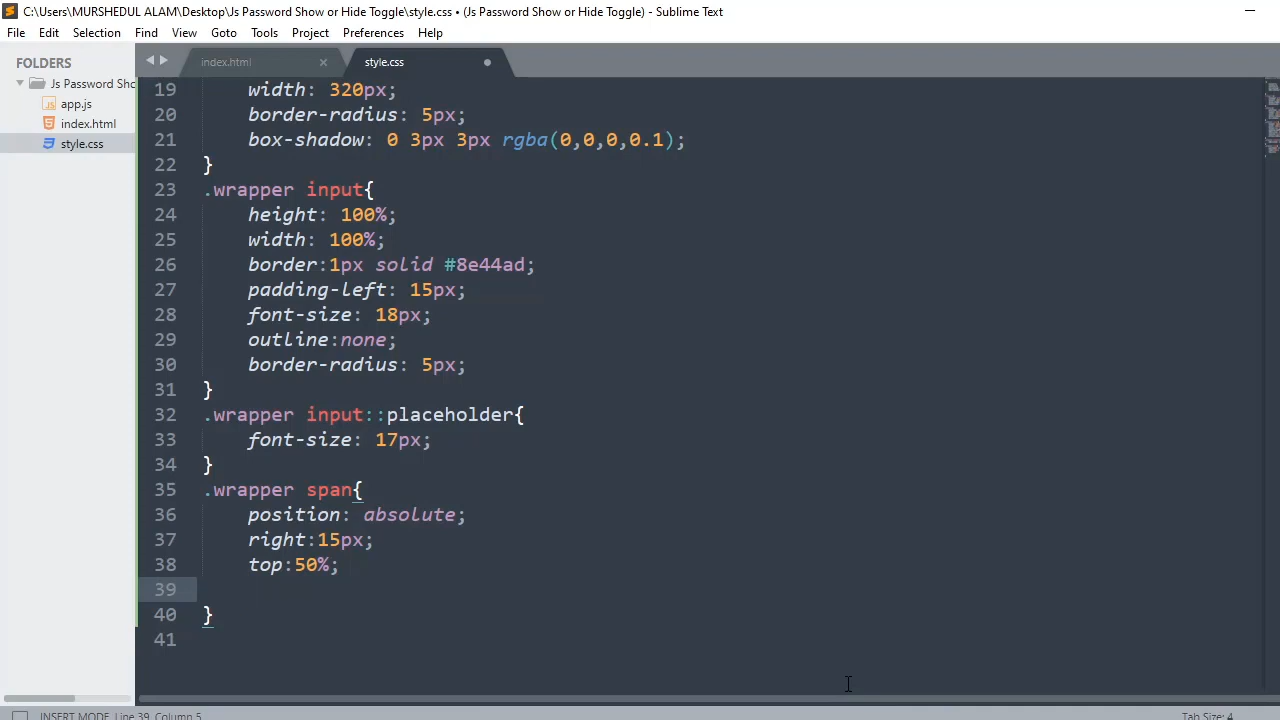 C:\Users\MURSHEDUL ALAM\Desktop\Js Password Show or Hide Toggle\style.css • (Js Password Show or Hide Toggle) - Sublime Text
File Edit Selection Find View Goto Tools Project Preferences Help
FOLDERS
Js Password Sho
app.js
index.html
style.css
index.html × style.css
19 width: 320px;
20 border-radius: 5px;
21 box-shadow: 0 3px 3px rgba(0,0,0,0.1);
22 }
23 .wrapper input{
24 height: 100%;
25 width: 100%;
26 border:1px solid #8e44ad;
27 padding-left: 15px;
28 font-size: 18px;
29 outline:none;
30 border-radius: 5px;
31 }
32 .wrapper input::placeholder{
33 font-size: 17px;
34 }
35 .wrapper span{
36 position: absolute;
37 right:15px;
38 top:50%;
39
40 }
41
INSERT MODE, Line 39, Column 5 Tab Size: 4